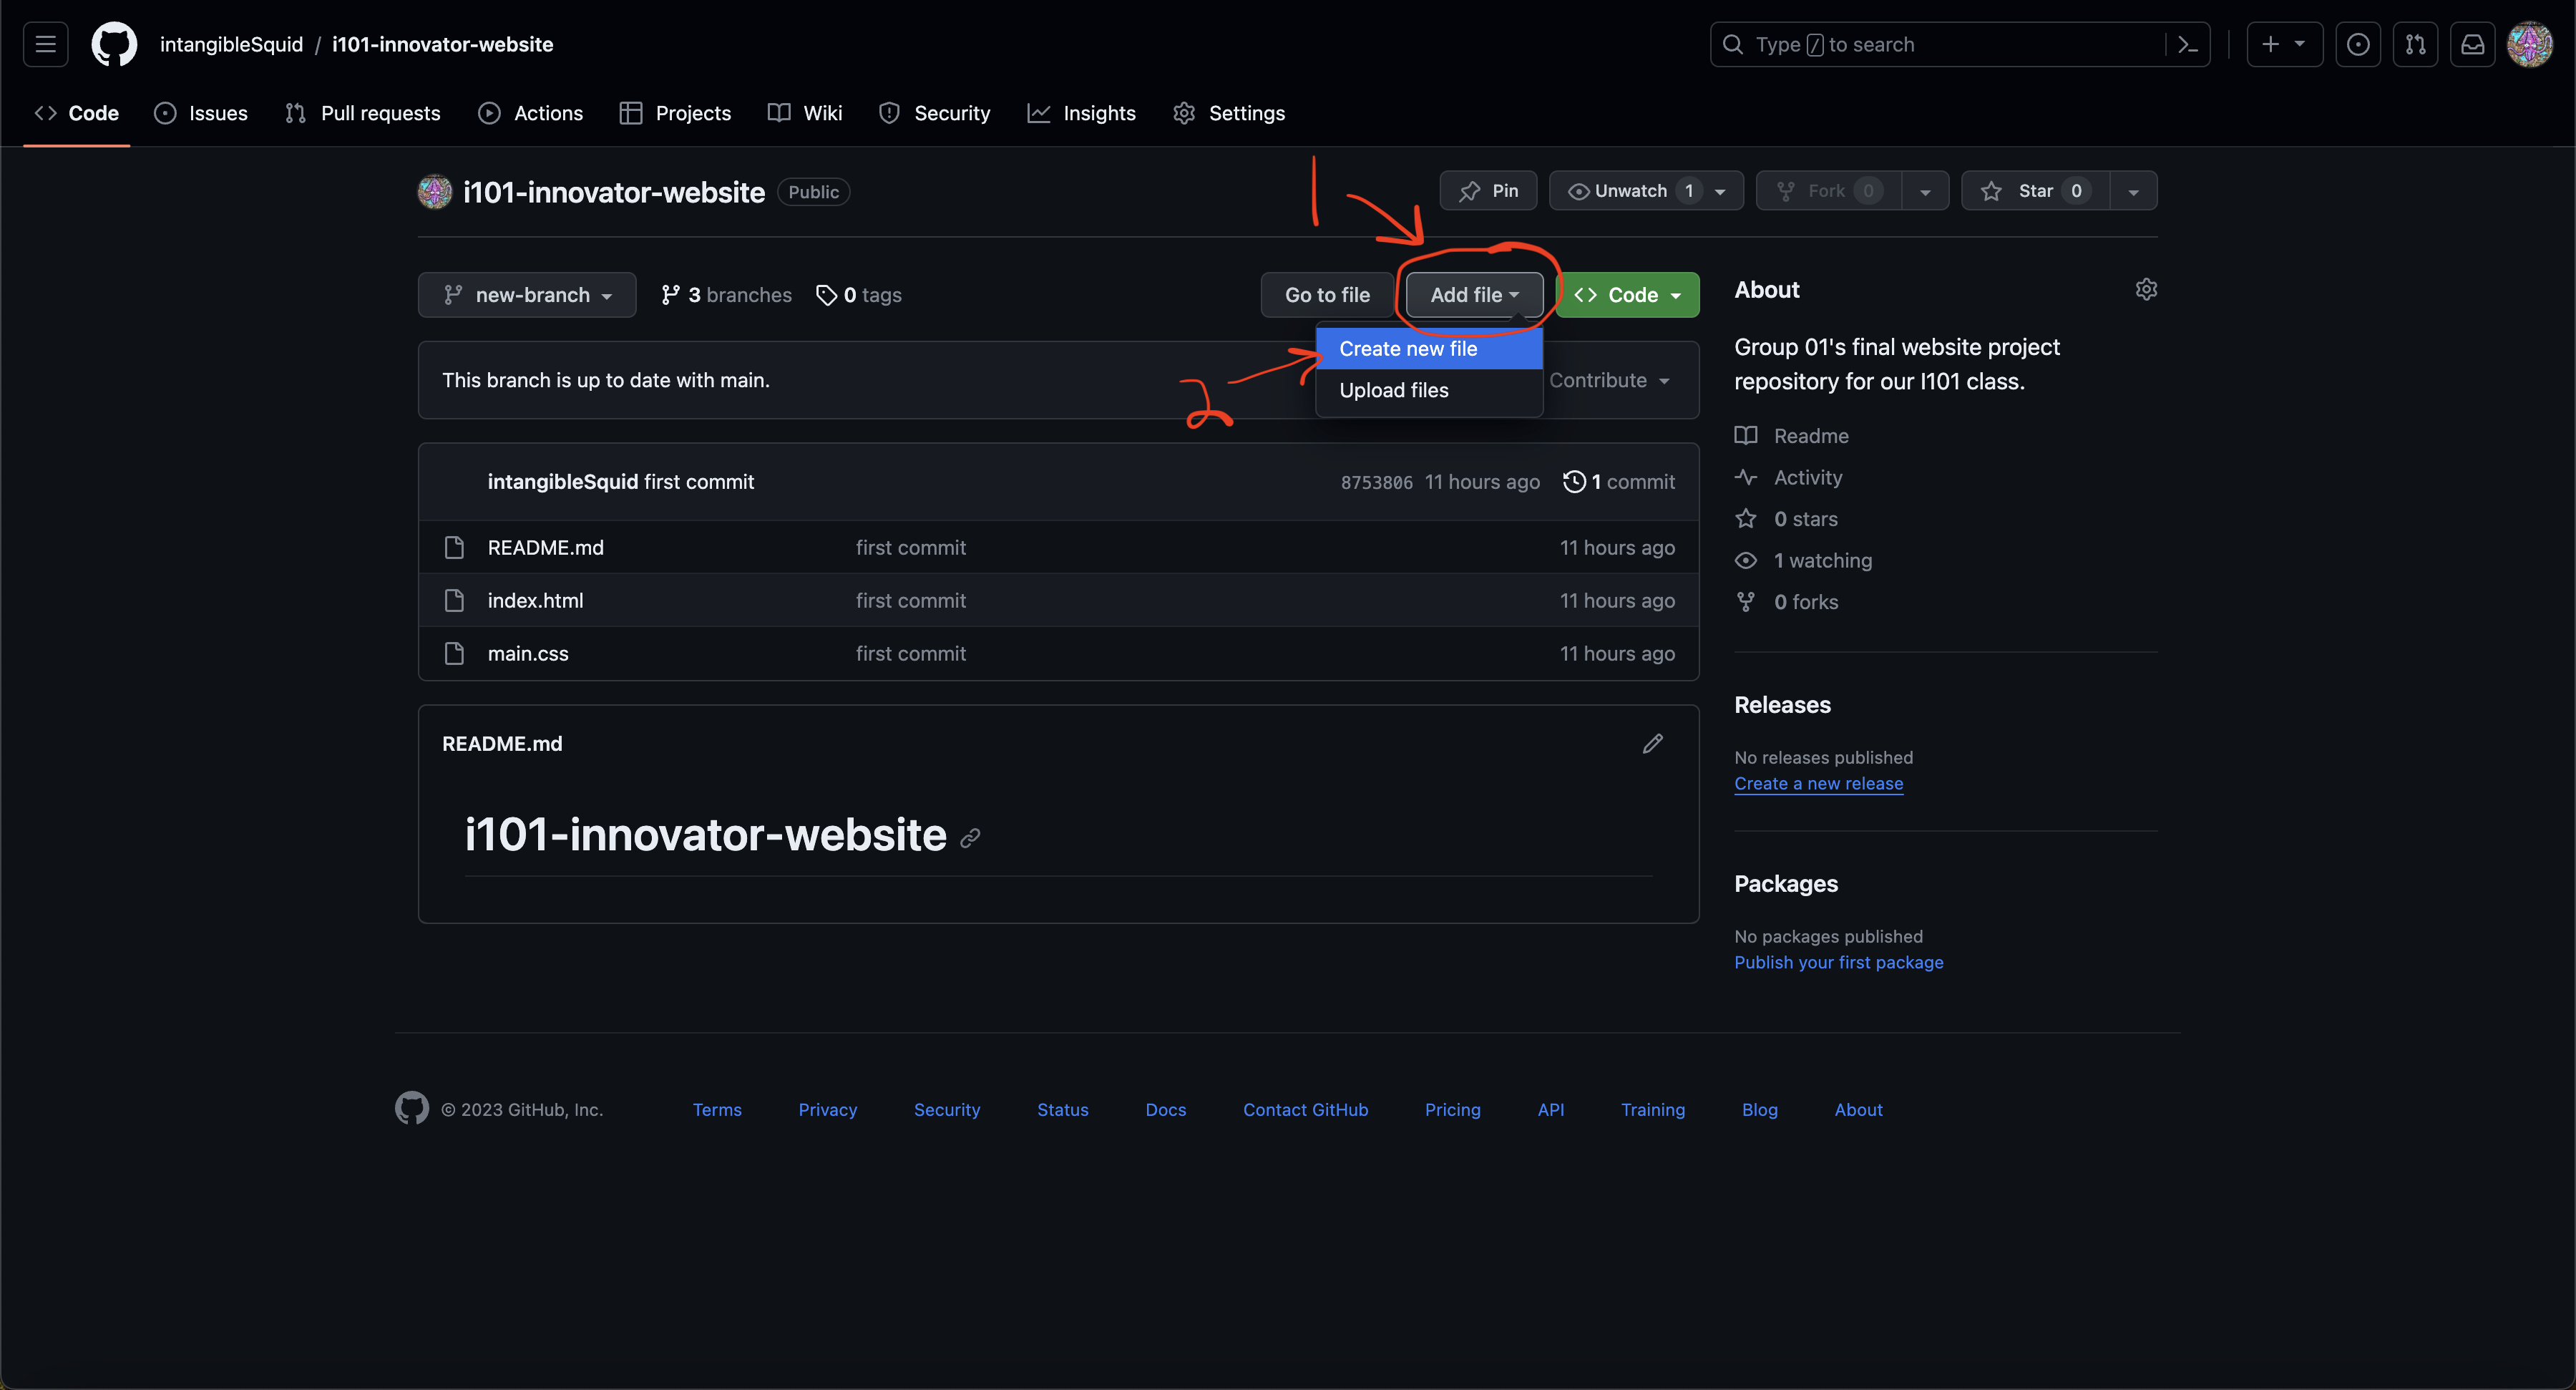 intangibleSquid / i101-innovator-website
Type / to search
Code Issues Pull requests Actions Projects Wiki Security Insights Settings
i101-innovator-website Public
Pin Unwatch 1 Fork 0 Star 0
1
new-branch 3 branches 0 tags
Go to file Add file Code
Create new file
Upload files
2
This branch is up to date with main.
Contribute
intangibleSquid first commit 8753806 11 hours ago 1 commit
README.md first commit 11 hours ago
index.html first commit 11 hours ago
main.css first commit 11 hours ago
README.md
i101-innovator-website
About
Group 01's final website project
repository for our I101 class.
Readme
Activity
0 stars
1 watching
0 forks
Releases
No releases published
Create a new release
Packages
No packages published
Publish your first package
© 2023 GitHub, Inc. Terms Privacy Security Status Docs Contact GitHub Pricing API Training Blog About